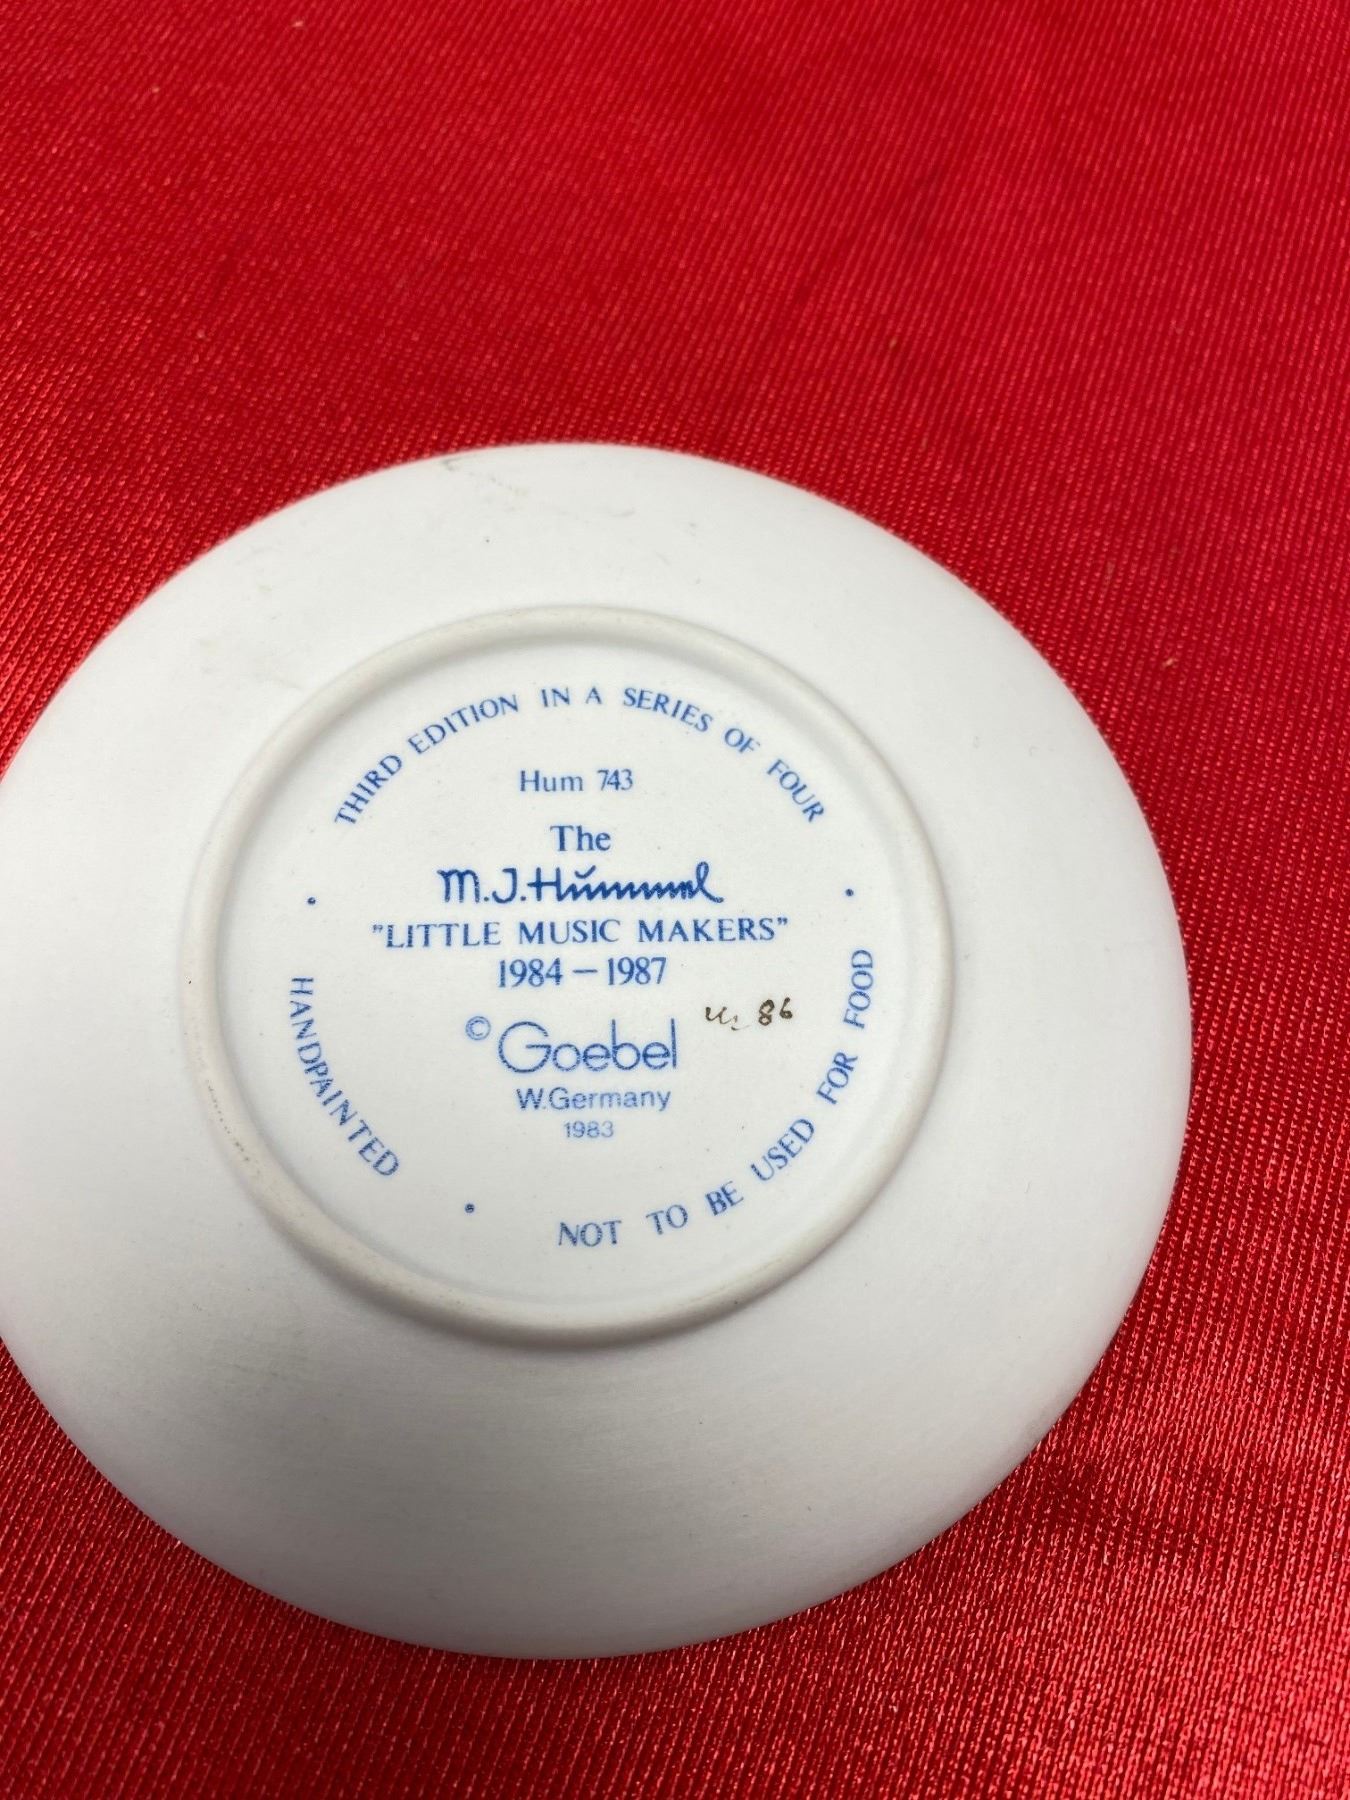 THIRD EDITION IN A SERIES OF FOUR
Hum 743
The
M.J.Hummel
"LITTLE MUSIC MAKERS"
1984 — 1987
86
© Goebel
W.Germany
1983
HANDPAINTED
NOT TO BE USED FOR FOOD